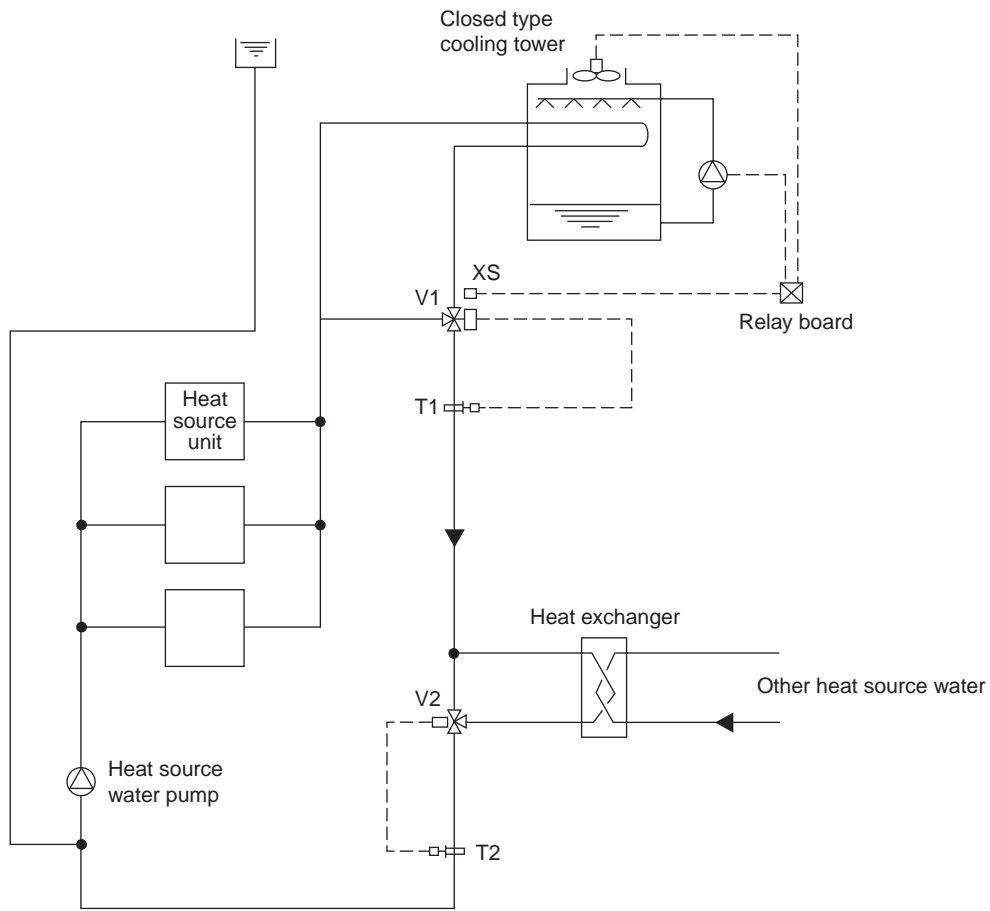 Closed type
cooling tower
XS
V1
Relay board
T1
Heat
source
unit
Heat exchanger
Other heat source water
V2
Heat source
water pump
T2